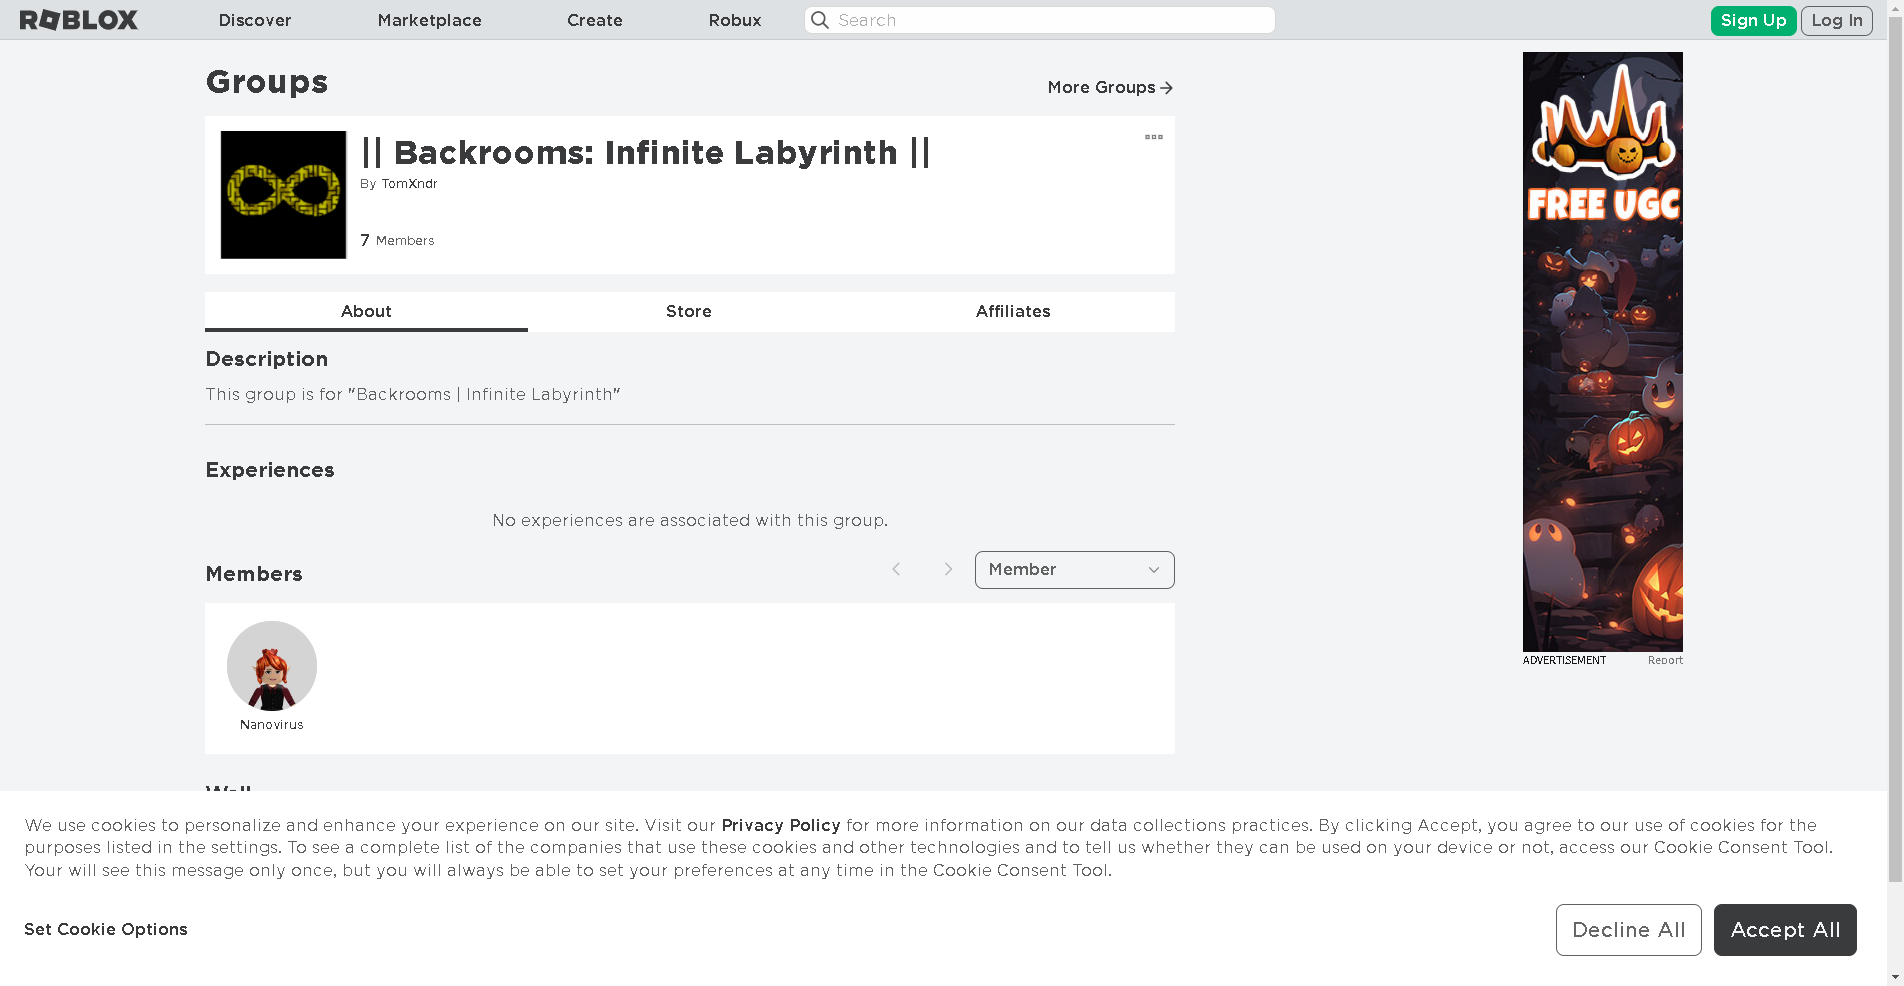 ROBLOX Discover Marketplace Create Robux Search Sign Up Log In
Groups
More Groups
|| Backrooms: Infinite Labyrinth ||
By TomXndr
7 Members
About Store Affiliates
Description
This group is for "Backrooms | Infinite Labyrinth"
Experiences
No experiences are associated with this group.
Members
Member
Nanovirus
FREE UGC
ADVERTISEMENT Report
We use cookies to personalize and enhance your experience on our site. Visit our Privacy Policy for more information on our data collections practices. By clicking Accept, you agree to our use of cookies for the
purposes listed in the settings. To see a complete list of the companies that use these cookies and other technologies and to tell us whether they can be used on your device or not, access our Cookie Consent Tool.
Your will see this message only once, but you will always be able to set your preferences at any time in the Cookie Consent Tool.
Set Cookie Options
Decline All Accept All